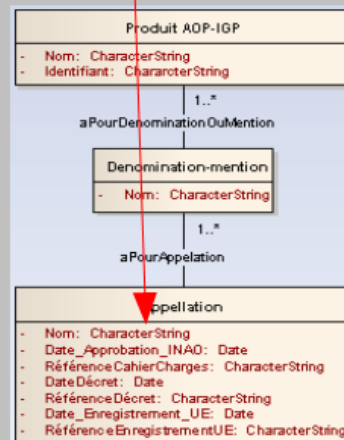 Produit AOP-IGP
- Nom: CharacterString
- Identifiant: CharacterString
1..*
aPourDenominationOuMention
Denomination-mention
- Nom: CharacterString
1..*
aPourAppelation
ppellation
- Nom: CharacterString
- Date_Approbation_INAO: Date
- RéférenceCahierCharges: CharacterString
- DateDécret: Date
- RéférenceDécret: CharacterString
- Date_Enregistrement_UE: Date
- RéférenceEnregistrementUE: CharacterString